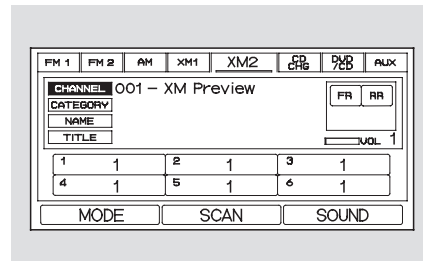 FM 1 FM 2 AM XM1 XM2 CD CHG DVD /CD AUX
CHANNEL 001 – XM Preview
FR RR
CATEGORY
NAME
TITLE
VOL 1
1 1 2 1 3 1
4 1 5 1 6 1
MODE SCAN SOUND